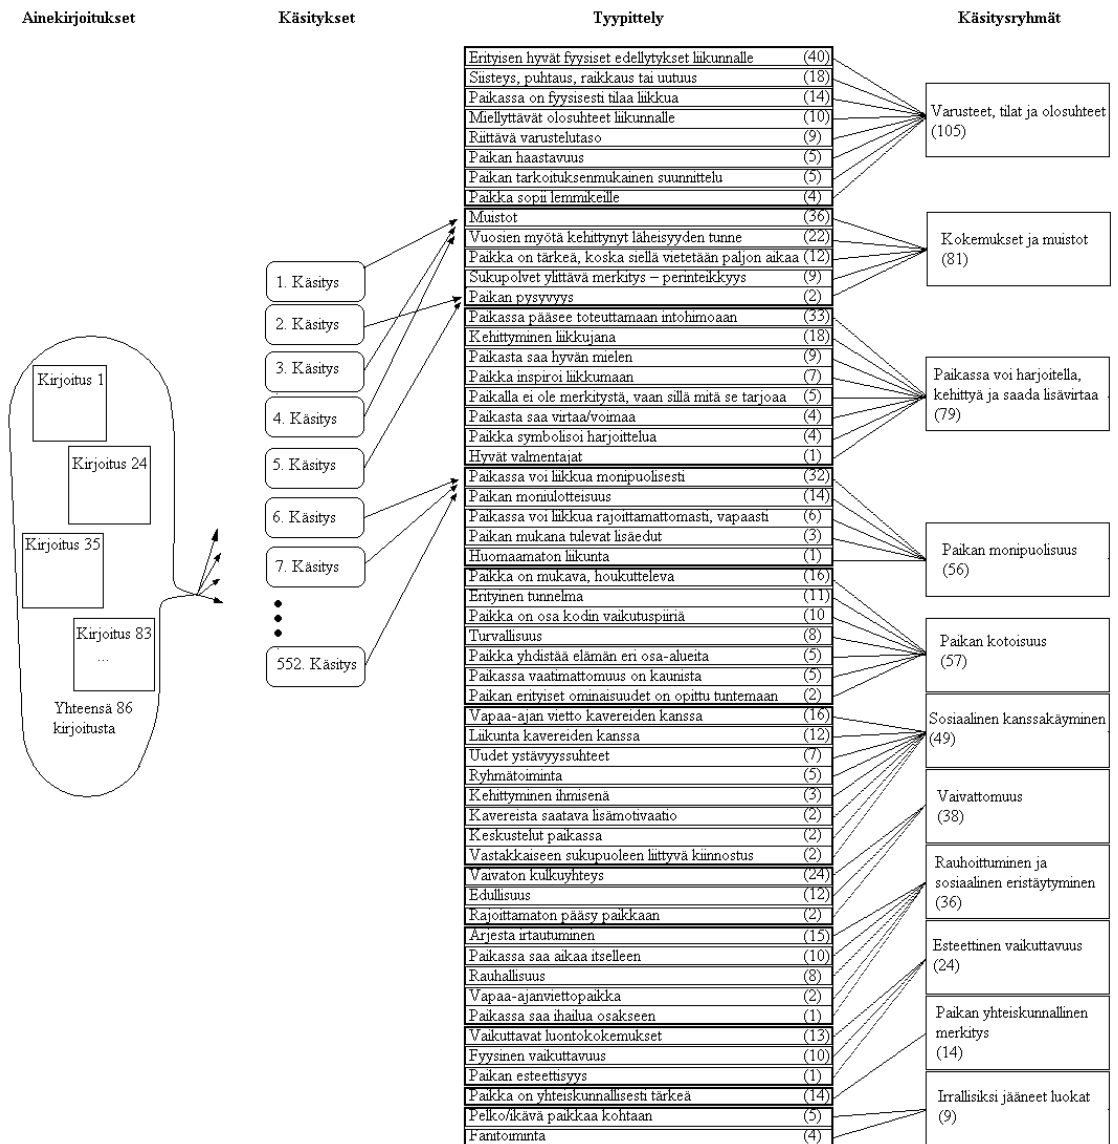 Ainekirjoitukset
Käsitykset
Tyypittely
Käsitysryhmät
Kirjoitus 1
Kirjoitus 24
Kirjoitus 35
Kirjoitus 83
...
Yhteensä 86
kirjoitusta
1. Käsitys
2. Käsitys
3. Käsitys
4. Käsitys
5. Käsitys
6. Käsitys
7. Käsitys
552. Käsitys
Erityisen hyvät fyysiset edellytykset liikunnalle (40)
Siisteys, puhtaus, raikkaus tai uutuus (18)
Paikassa on fyysisesti tilaa liikkua (14)
Miellyttävät olosuhteet liikunnalle (10)
Riittävä varustelutaso (9)
Paikan haastavuus (5)
Paikan tarkoituksenmukainen suunnittelu (5)
Paikka sopii lemmikeille (4)
Muistot (36)
Vuosien myötä kehittynyt läheisyyden tunne (22)
Paikka on tärkeä, koska siellä vietetään paljon aikaa (12)
Sukupolvet ylittävä merkitys – perinteikkyys (9)
Paikan pysyvyys (2)
Paikassa pääsee toteuttamaan intohimoaan (33)
Kehittyminen liikkujana (18)
Paikasta saa hyvän mielen (9)
Paikka inspiroi liikkumaan (7)
Paikalla ei ole merkitystä, vaan sillä mitä se tarjoaa (5)
Paikasta saa virtaa/voimaa (4)
Paikka symbolisoi harjoittelua (4)
Hyvät valmentajat (1)
Paikassa voi liikkua monipuolisesti (32)
Paikan moniulotteisuus (14)
Paikassa voi liikkua rajoittamattomasti, vapaasti (6)
Paikan mukana tulevat lisäedut (3)
Huomaamaton liikunta (1)
Paikka on mukava, houkutteleva (16)
Erityinen tunnelma (11)
Paikka on osa kodin vaikutuspiiriä (10)
Turvallisuus (8)
Paikka yhdistää elämän eri osa-alueita (5)
Paikassa vaatimattomuus on kaunista (5)
Paikan erityiset ominaisuudet on opittu tuntemaan (2)
Vapaa-ajan vietto kavereiden kanssa (16)
Liikunta kavereiden kanssa (12)
Uudet ystävyyssuhteet (7)
Ryhmätoiminta (5)
Kehittyminen ihmisenä (3)
Kavereista saatava lisämotivaatio (2)
Keskustelut paikassa (2)
Vastakkaiseen sukupuoleen liittyvä kiinnostus (2)
Vaivaton kulkuyhteys (24)
Edullisuus (12)
Rajoittamaton pääsy paikkaan (2)
Arjesta irtautuminen (15)
Paikassa saa aikaa itselleen (10)
Rauhallisuus (8)
Vapaa-ajanviettopaikka (2)
Paikassa saa ihailua osakseen (1)
Vaikuttavat luontokokemukset (13)
Fyysinen vaikuttavuus (10)
Paikan esteettisyys (1)
Paikka on yhteiskunnallisesti tärkeä (14)
Pelko/ikävä paikkaa kohtaan (5)
Fanitoiminta (4)
Varusteet, tilat ja olosuhteet
(105)
Kokemukset ja muistot
(81)
Paikassa voi harjoitella,
kehittyä ja saada lisävirtaa
(79)
Paikan monipuolisuus
(56)
Paikan kotoisuus
(57)
Sosiaalinen kanssakäyminen
(49)
Vaivattomuus
(38)
Rauhoittuminen ja
sosiaalinen eristäytyminen
(36)
Esteettinen vaikuttavuus
(24)
Paikan yhteiskunnallinen
merkitys
(14)
Irrallisiksi jääneet luokat
(9)